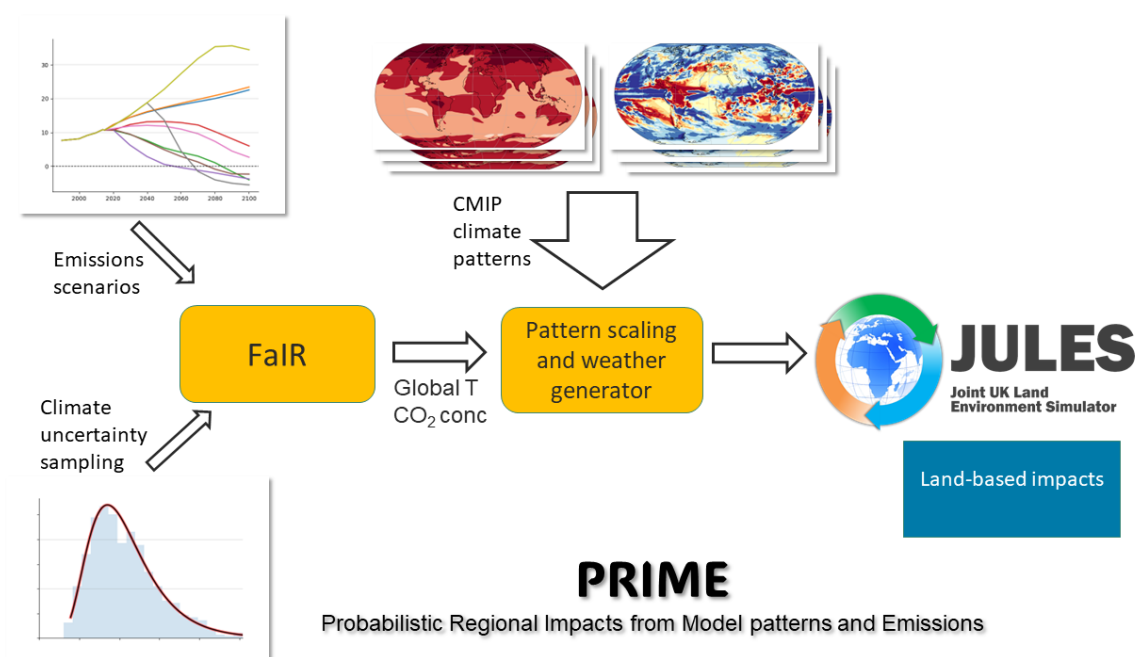 30
20
10
0
2000 2020 2040 2060 2080 2100
CMIP
climate
patterns
Emissions
scenarios
FaIR
Global T
CO₂ conc
Pattern scaling
and weather
generator
JULES
Joint UK Land
Environment Simulator
Climate
uncertainty
sampling
Land-based impacts
PRIME
Probabilistic Regional Impacts from Model patterns and Emissions